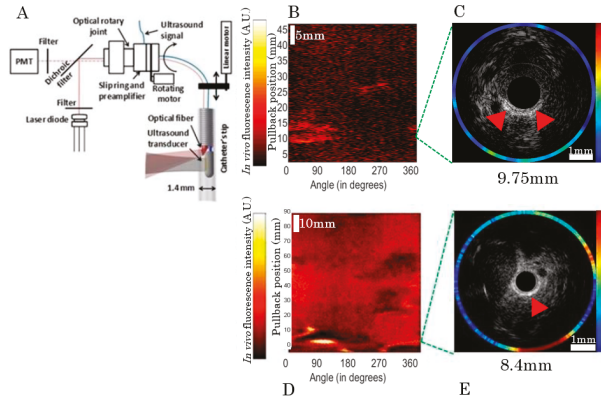 A
Optical rotary
joint
Ultrasound
signal
Filter
PMT
Dichroic
filter
Slip ring and
preamplifier
Rotating
motor
Linear motor
Filter
Laser diode
Optical fiber
Ultrasound
transducer
Catheter's tip
1.4 mm
B
In vivo fluorescence intensity (A.U.)
Pullback position (mm)
5mm
45
40
35
30
25
20
15
10
5
0 90 180 270 360
Angle (in degrees)
C
1mm
9.75mm
In vivo fluorescence intensity (A.U.)
Pullback position (mm)
10mm
90
80
70
60
50
40
30
20
10
0
0 90 180 270 360
Angle (in degrees)
D
1mm
8.4mm
E